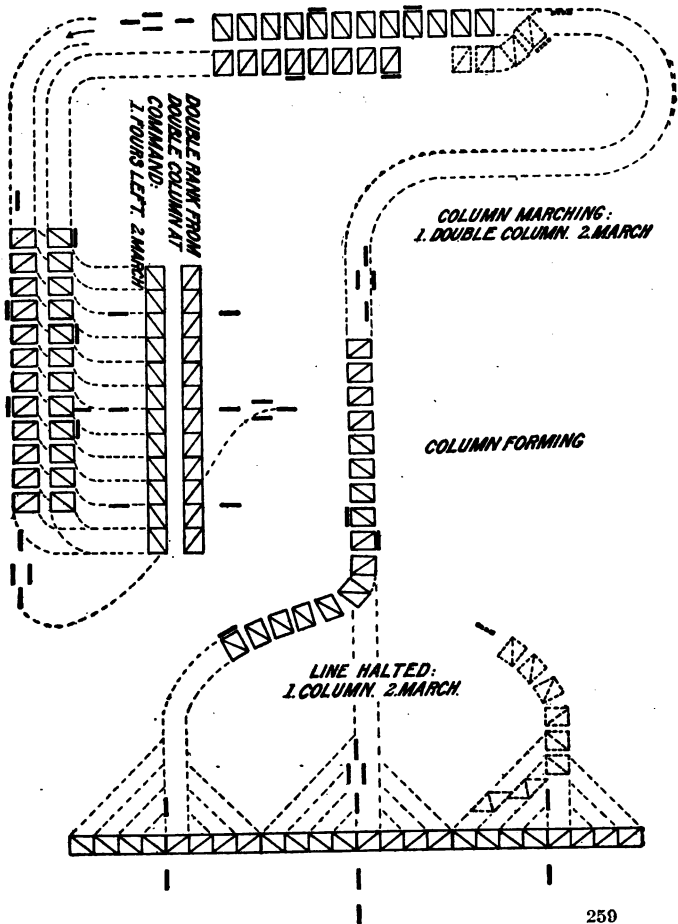 DOUBLE RANK FROM
DOUBLE COLUMN AT
COMMAND:
1. FOURS LEFT. 2. MARCH
COLUMN MARCHING:
1. DOUBLE COLUMN. 2. MARCH
COLUMN FORMING
LINE HALTED:
1. COLUMN. 2. MARCH.
259